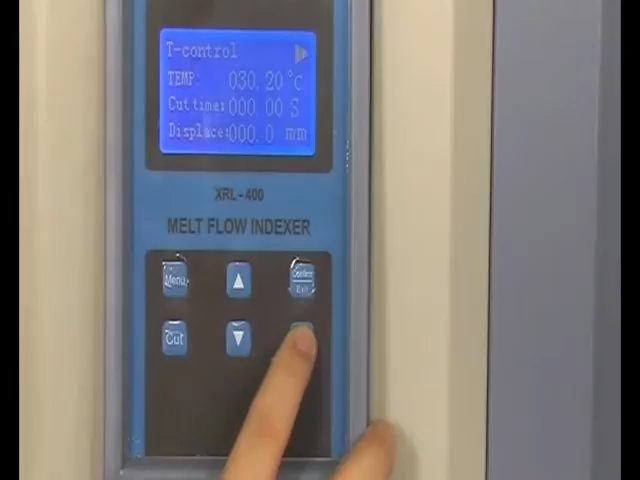 T-control
TEMP: 030.20°C
Cut time:000.00 S
Displace:000.0 mm
XRL-400
MELT FLOW INDEXER
Menu ▲ Confirm
Exit
Cut ▼